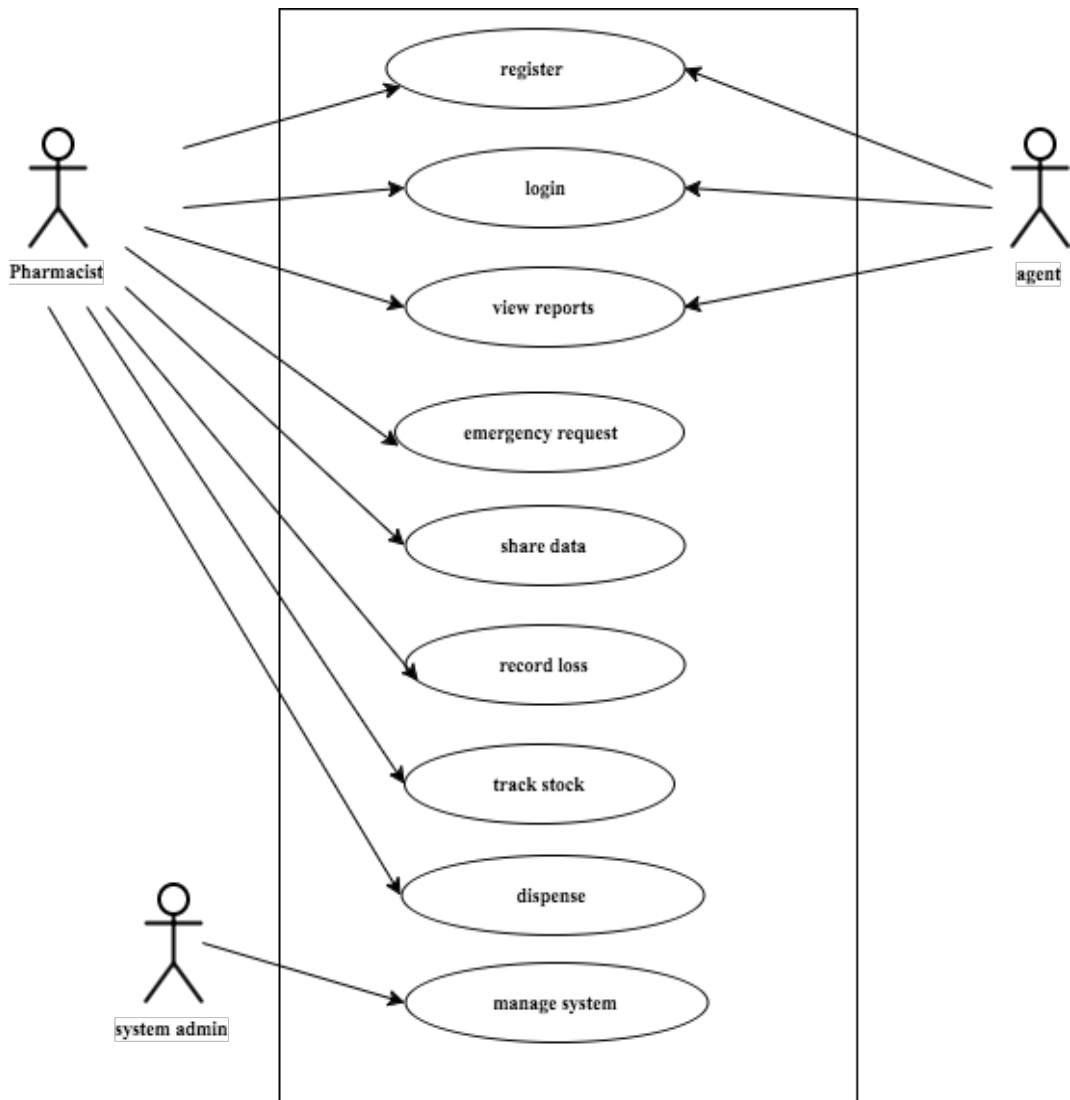 register
login
Pharmacist
agent
view reports
emergency request
share data
record loss
track stock
dispense
manage system
system admin